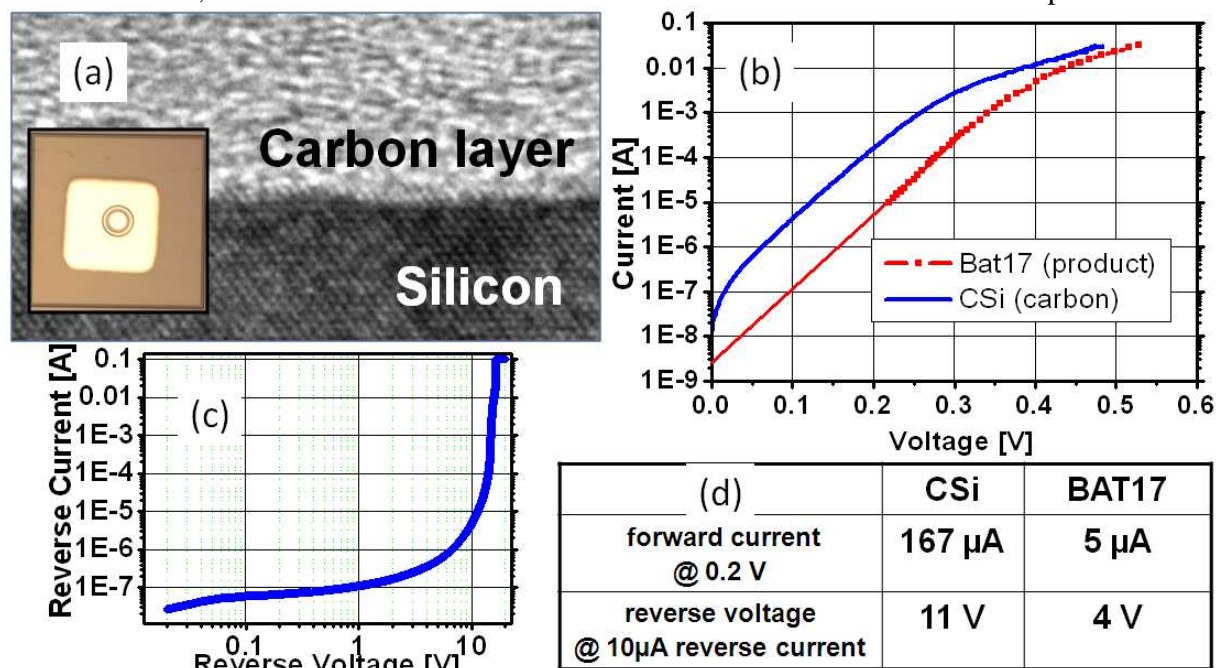 (a)
Carbon layer
Silicon
(b)
Current [A]
0.1
0.01
1E-3
1E-4
1E-5
1E-6
1E-7
1E-8
1E-9
Bat17 (product)
CSi (carbon)
0.0 0.1 0.2 0.3 0.4 0.5 0.6
Voltage [V]
(c)
Reverse Current [A]
0.1
0.01
1E-3
1E-4
1E-5
1E-6
1E-7
0.1 1 10
Reverse Voltage [V]
(d) CSi BAT17
forward current
@ 0.2 V
167 µA 5 µA
reverse voltage
@ 10µA reverse current
11 V 4 V